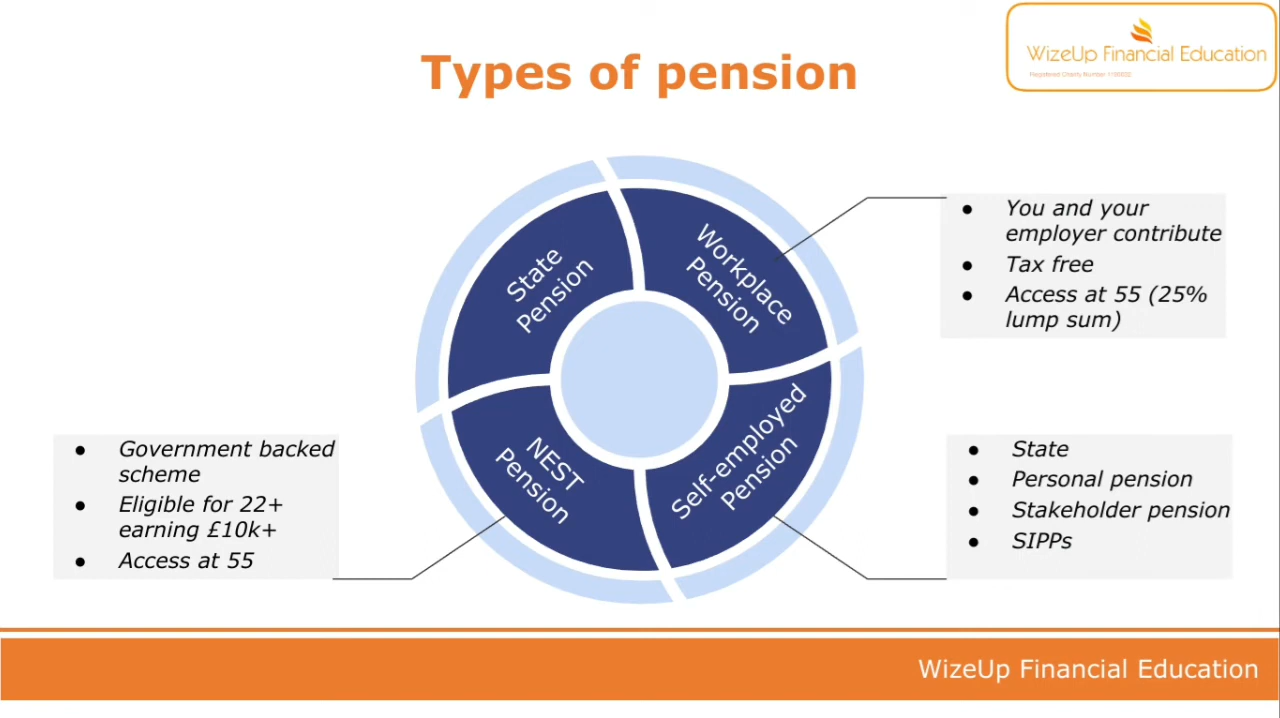 Types of pension
WizeUp Financial Education
State
Pension
Workplace
Pension
● You and your
employer contribute
● Tax free
● Access at 55 (25%
lump sum)
● Government backed
scheme
● Eligible for 22+
earning £10k+
● Access at 55
NEST
Pension
Self-employed
Pension
● State
● Personal pension
● Stakeholder pension
● SIPPs
WizeUp Financial Education